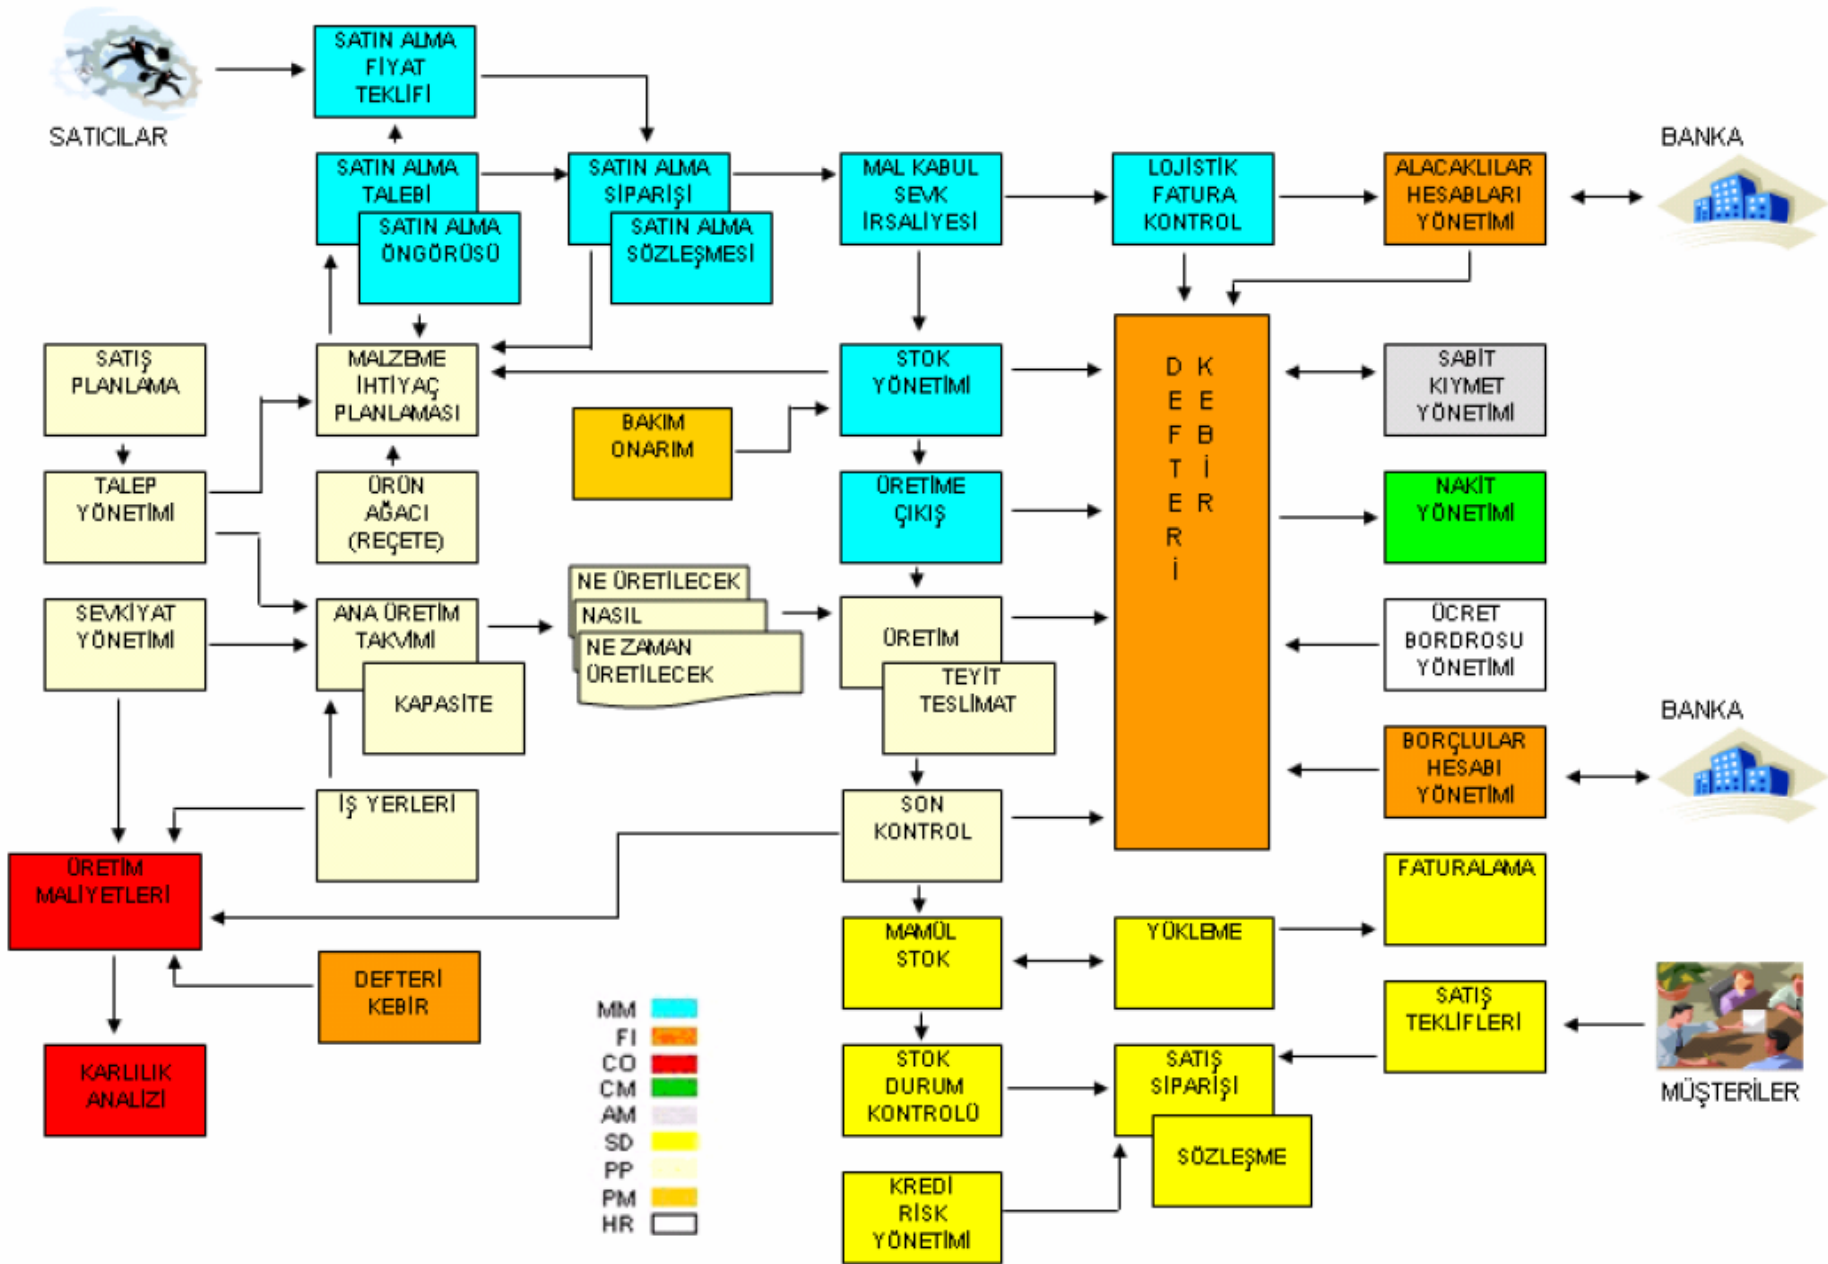 SATICILAR
SATIN ALMA
FİYAT
TEKLİFİ
SATIN ALMA
TALEBİ
SATIN ALMA
ÖNGÖRÜSÜ
SATIN ALMA
SİPARİŞİ
SATIN ALMA
SÖZLEŞMESİ
MAL KABUL
SEVK
İRSALİYESİ
LOJİSTİK
FATURA
KONTROL
ALACAKLILAR
HESABLARI
YÖNETİMİ
BANKA
SATIŞ
PLANLAMA
MALZEME
İHTİYAÇ
PLANLAMASI
BAKIM
ONARIM
STOK
YÖNETİMİ
DEFTERİ
KEBİR
SABİT
KIYMET
YÖNETİMİ
TALEP
YÖNETİMİ
ÜRÜN
AĞACI
(REÇETE)
ÜRETİME
ÇIKIŞ
NAKİT
YÖNETİMİ
SEVKİYAT
YÖNETİMİ
ANA ÜRETİM
TAKVİMİ
KAPASİTE
NE ÜRETİLECEK
NASIL
NE ZAMAN
ÜRETİLECEK
ÜRETİM
TEYİT
TESLİMAT
ÜCRET
BORDROSU
YÖNETİMİ
BORÇLULAR
HESABI
YÖNETİMİ
BANKA
İŞ YERLERİ
SON
KONTROL
ÜRETİM
MALİYETLERİ
FATURALAMA
DEFTERİ
KEBİR
MAMÜL
STOK
YÜKLEME
SATIŞ
TEKLİFLERİ
MÜŞTERİLER
KARLILIK
ANALİZİ
STOK
DURUM
KONTROLÜ
SATIŞ
SİPARİŞİ
SÖZLEŞME
KREDİ
RİSK
YÖNETİMİ
MM
FI
CO
CM
AM
SD
PP
PM
HR